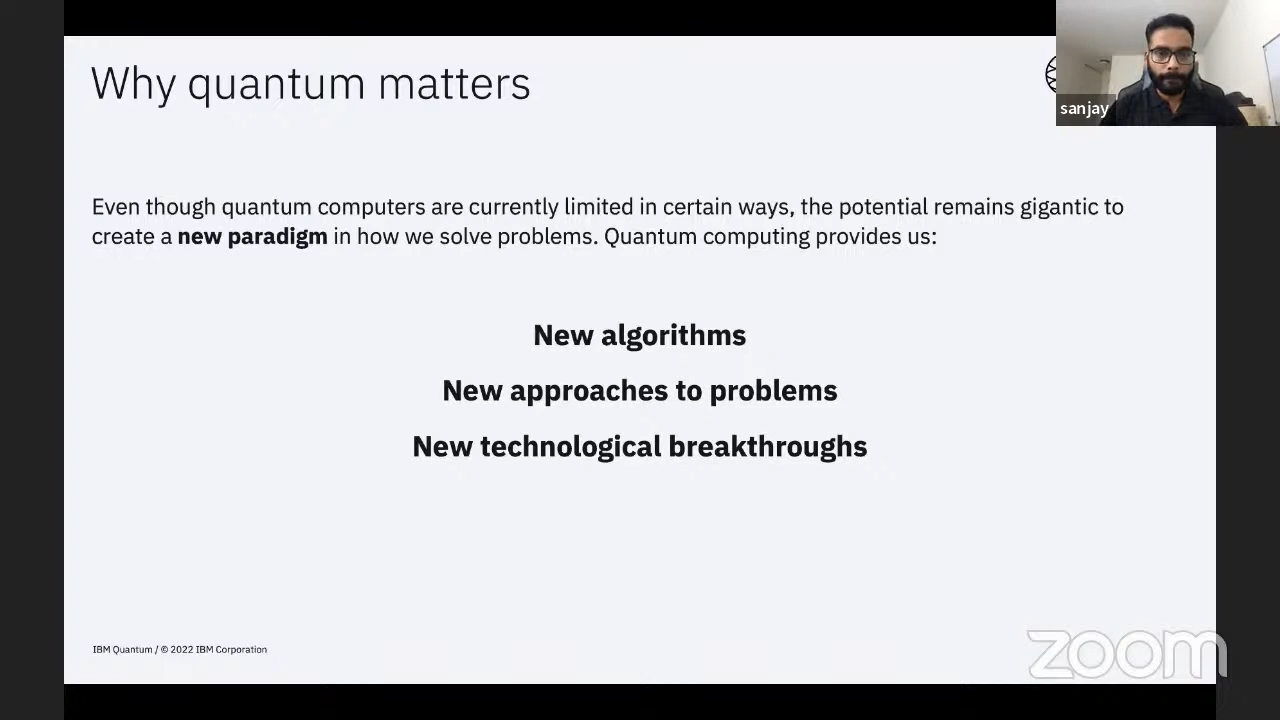 Why quantum matters
sanjay
Even though quantum computers are currently limited in certain ways, the potential remains gigantic to
create a new paradigm in how we solve problems. Quantum computing provides us:
New algorithms
New approaches to problems
New technological breakthroughs
IBM Quantum / © 2022 IBM Corporation
zoom